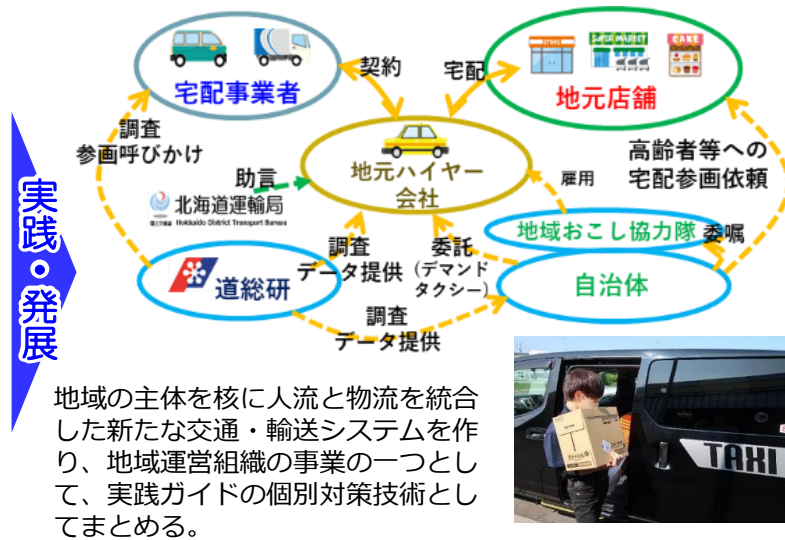 実践・発展
STORE
SUPER MARKET
CAKE
宅配事業者
契約
宅配
地元店舗
調査
参画呼びかけ
地元ハイヤー
会社
高齢者等への
宅配参画依頼
助言
雇用
北海道運輸局
Hokkaido District Transport Bureau
地域おこし協力隊
委嘱
調査
データ提供
委託
(デマンド
タクシー)
道総研
自治体
調査
データ提供
地域の主体を核に人流と物流を統合
した新たな交通・輸送システムを作
り、地域運営組織の事業の一つとし
て、実践ガイドの個別対策技術とし
てまとめる。
TAXI